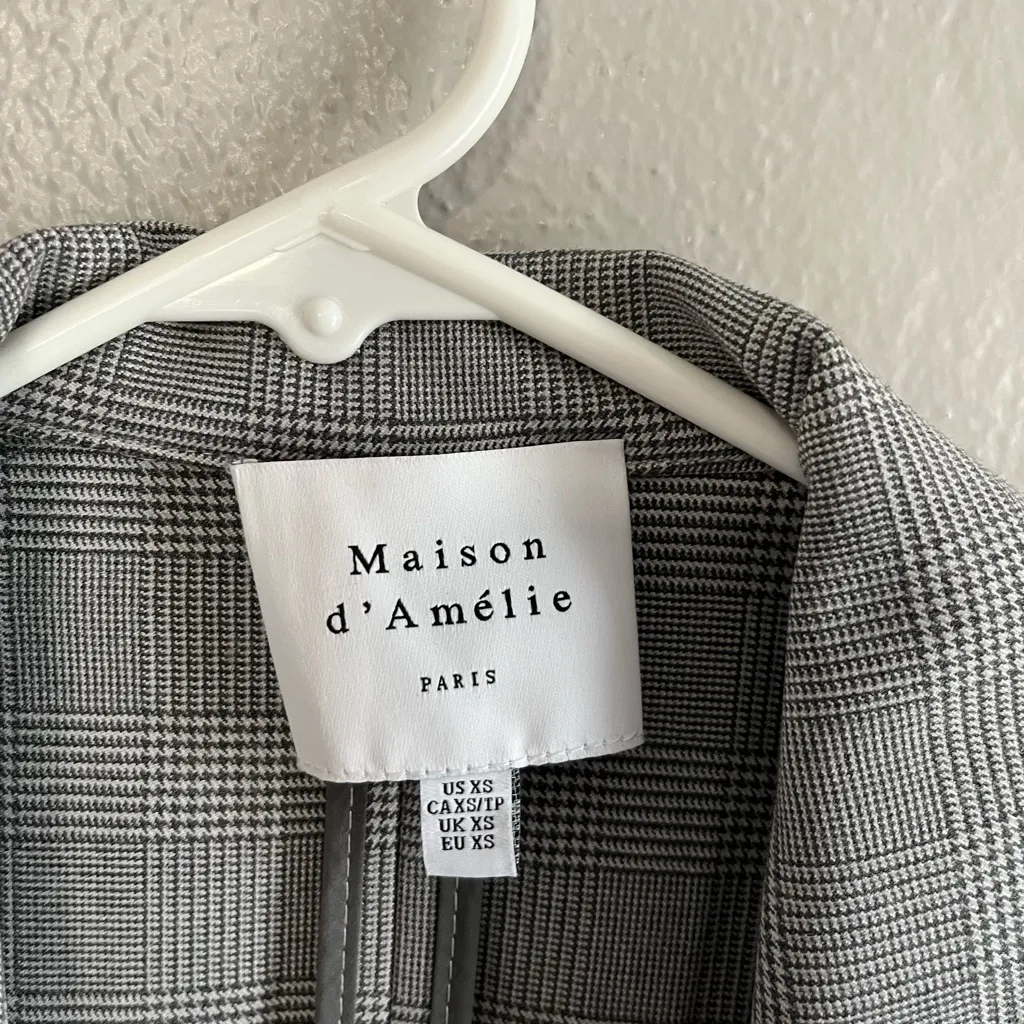 Maison
d'Amélie
PARIS
US XS
CA XS/TP
UK XS
EU XS